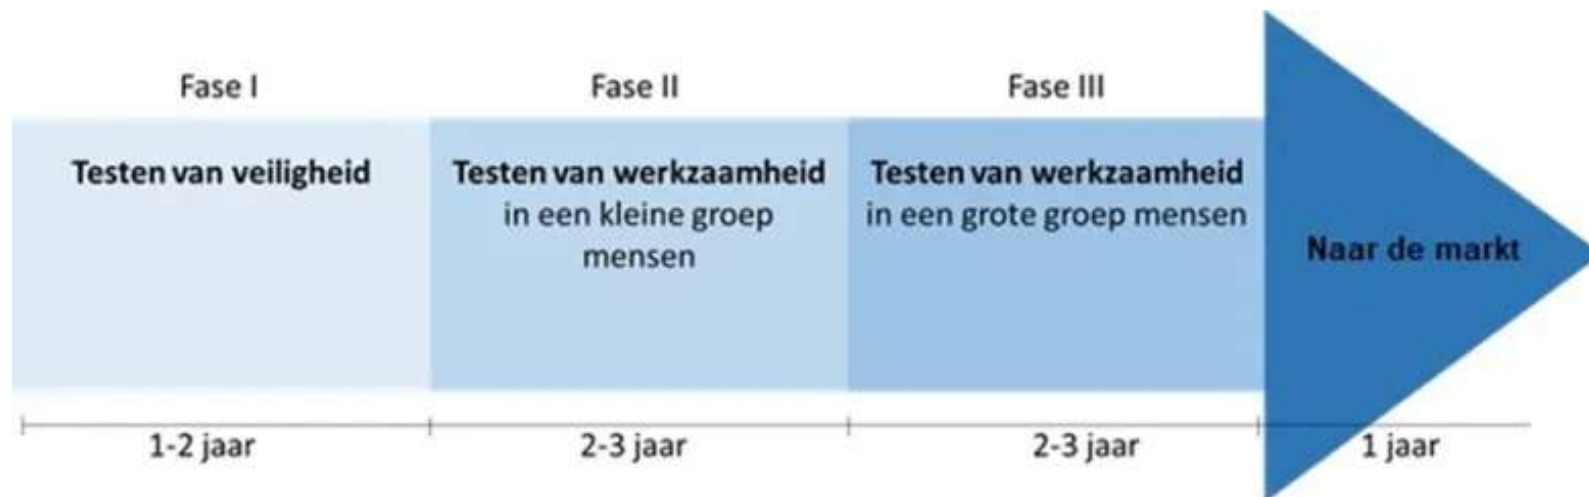 Fase I
Testen van veiligheid
Fase II
Testen van werkzaamheid
in een kleine groep
mensen
Fase III
Testen van werkzaamheid
in een grote groep mensen
Naar de markt
1-2 jaar
2-3 jaar
2-3 jaar
1 jaar